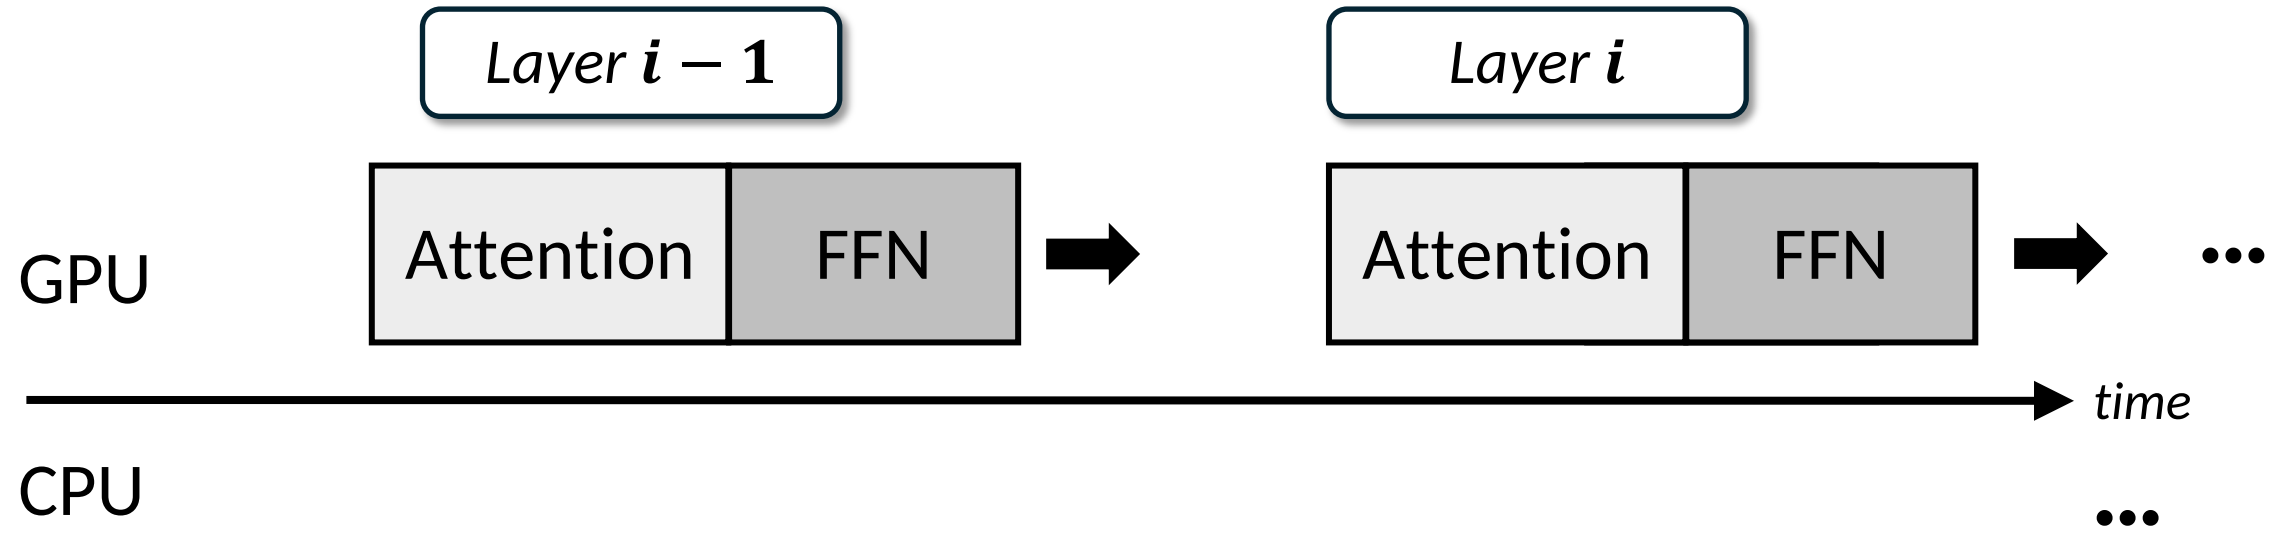 Layer i − 1
Layer i
Attention FFN
Attention FFN
•••
GPU
time
CPU
•••